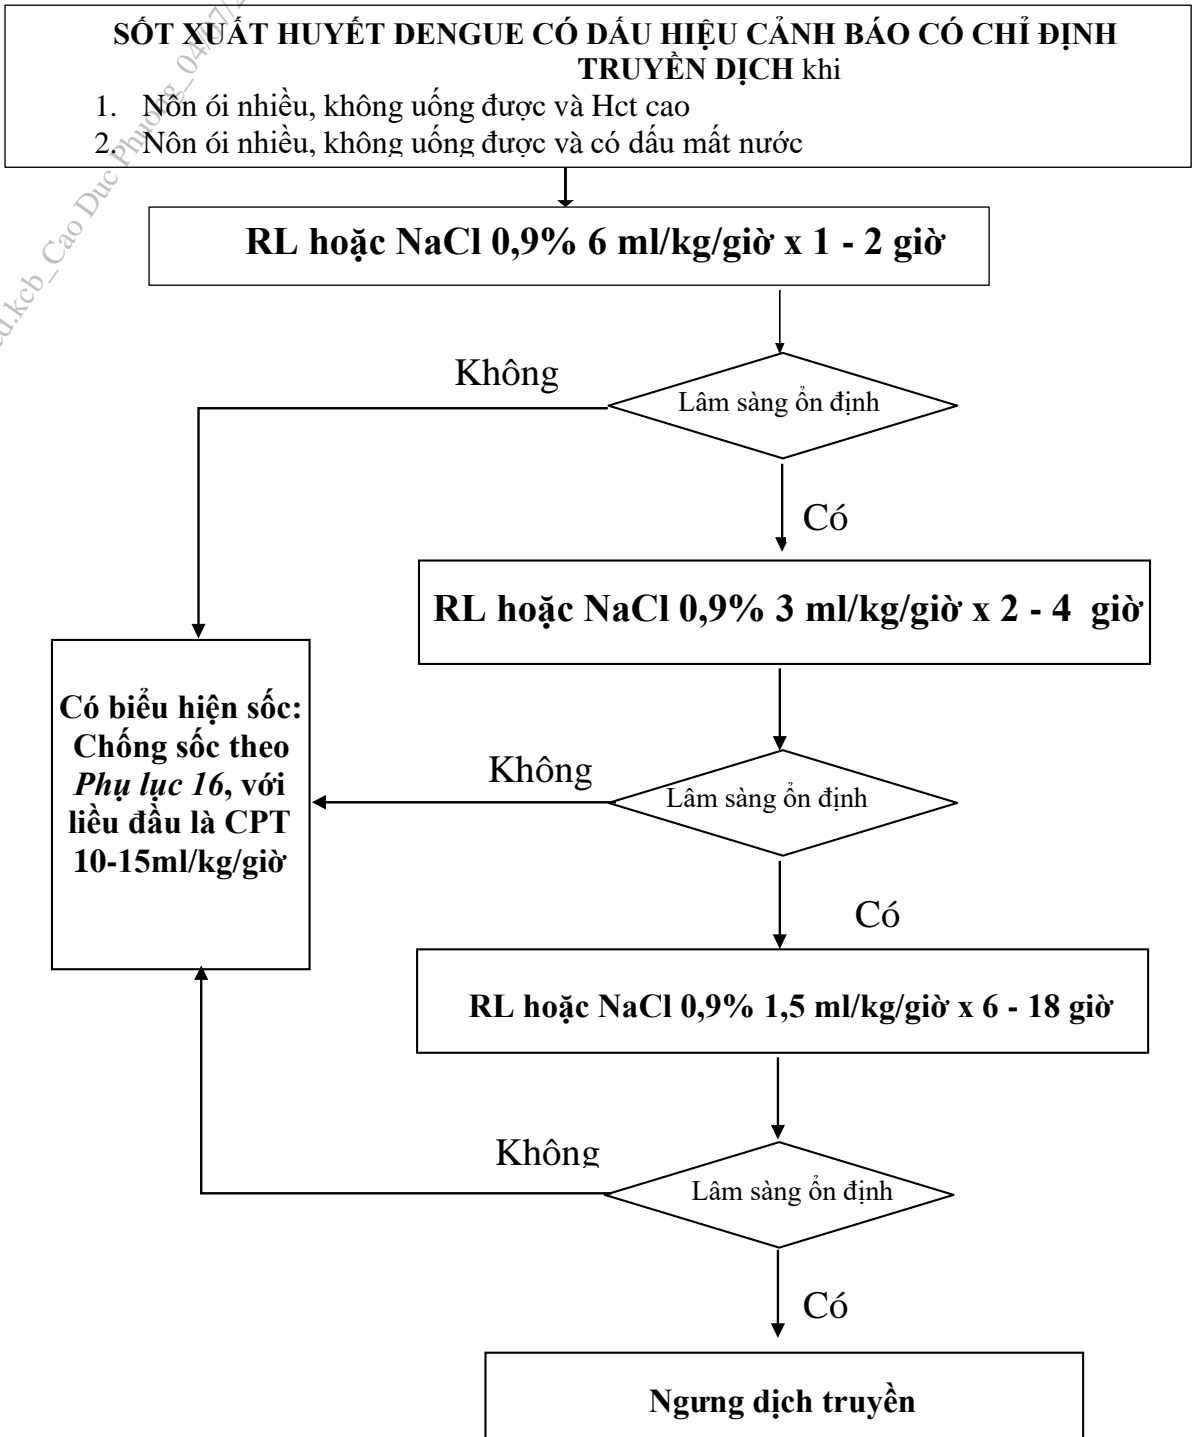 SỐT XUẤT HUYẾT DENGUE CÓ DẤU HIỆU CẢNH BÁO CÓ CHỈ ĐỊNH
TRUYỀN DỊCH khi
1. Nôn ói nhiều, không uống được và Hct cao
2. Nôn ói nhiều, không uống được và có dấu mất nước
RL hoặc NaCl 0,9% 6 ml/kg/giờ x 1 - 2 giờ
Không
Lâm sàng ổn định
Có
RL hoặc NaCl 0,9% 3 ml/kg/giờ x 2 - 4 giờ
Có biểu hiện sốc:
Chống sốc theo
Phụ lục 16, với
liều đầu là CPT
10-15ml/kg/giờ
Không
Lâm sàng ổn định
Có
RL hoặc NaCl 0,9% 1,5 ml/kg/giờ x 6 - 18 giờ
Không
Lâm sàng ổn định
Có
Ngưng dịch truyền
kcb_Cao Duc Phuong_04/07/2